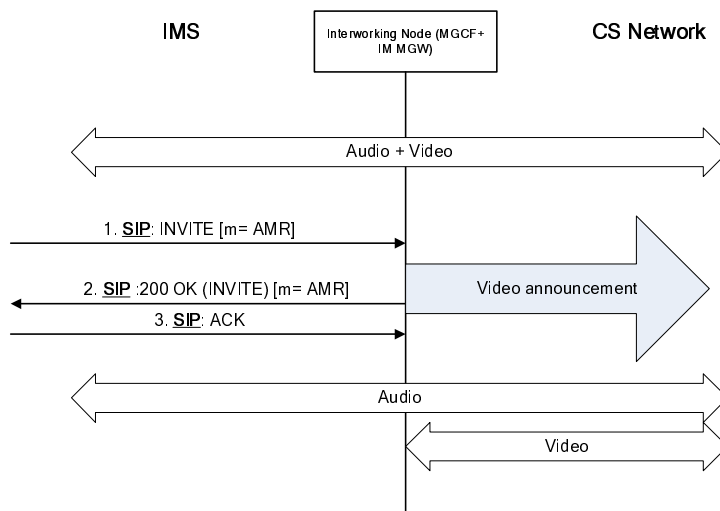 IMS
Interworking Node (MGCF+
IM MGW)
CS Network
Audio + Video
1. SIP: INVITE [m= AMR]
2. SIP :200 OK (INVITE) [m= AMR]
Video announcement
3. SIP: ACK
Audio
Video